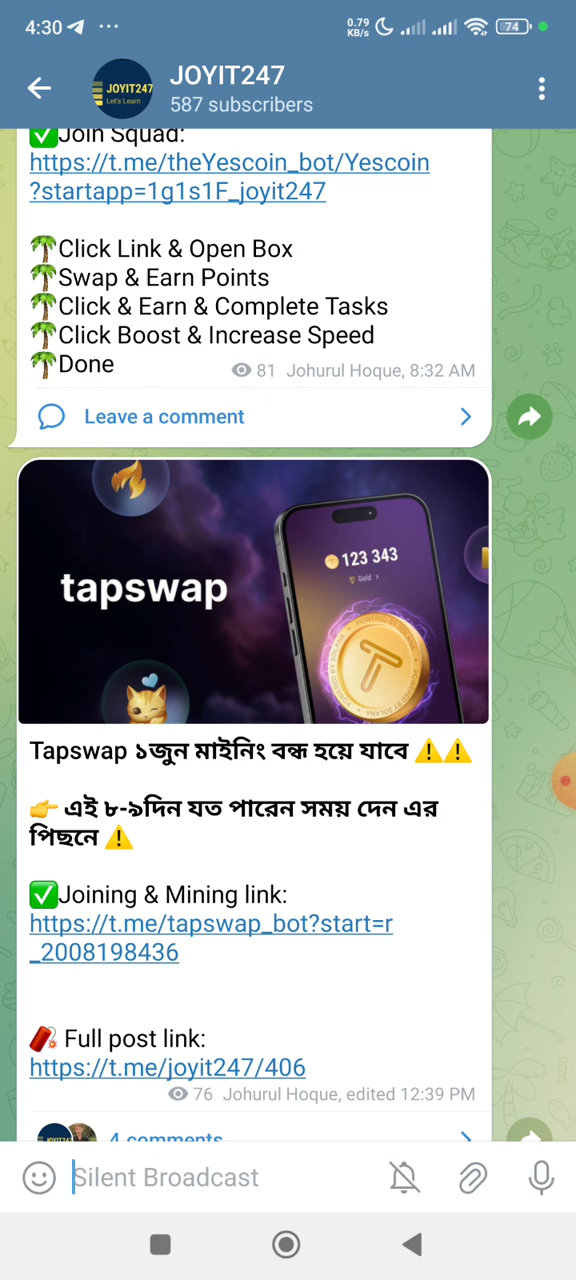 4:30
0.79 KB/s
74
JOYIT247
Let's Learn
JOYIT247
587 subscribers
✅Join Squad:
https://t.me/theYescoin_bot/Yescoin
?startapp=1g1s1F_joyit247
🌴Click Link & Open Box
🌴Swap & Earn Points
🌴Click & Earn & Complete Tasks
🌴Click Boost & Increase Speed
🌴Done
81 Johurul Hoque, 8:32 AM
Leave a comment
tapswap
123 343
Gold
POWERED BY SOLANA
Tapswap ১জুন মাইনিং বন্ধ হয়ে যাবে ⚠️⚠️
👉 এই ৮-৯দিন যত পারেন সময় দেন এর
পিছনে ⚠️
✅Joining & Mining link:
https://t.me/tapswap_bot?start=r
_2008198436
🧨 Full post link:
https://t.me/joyit247/406
76 Johurul Hoque, edited 12:39 PM
4 comments
Silent Broadcast